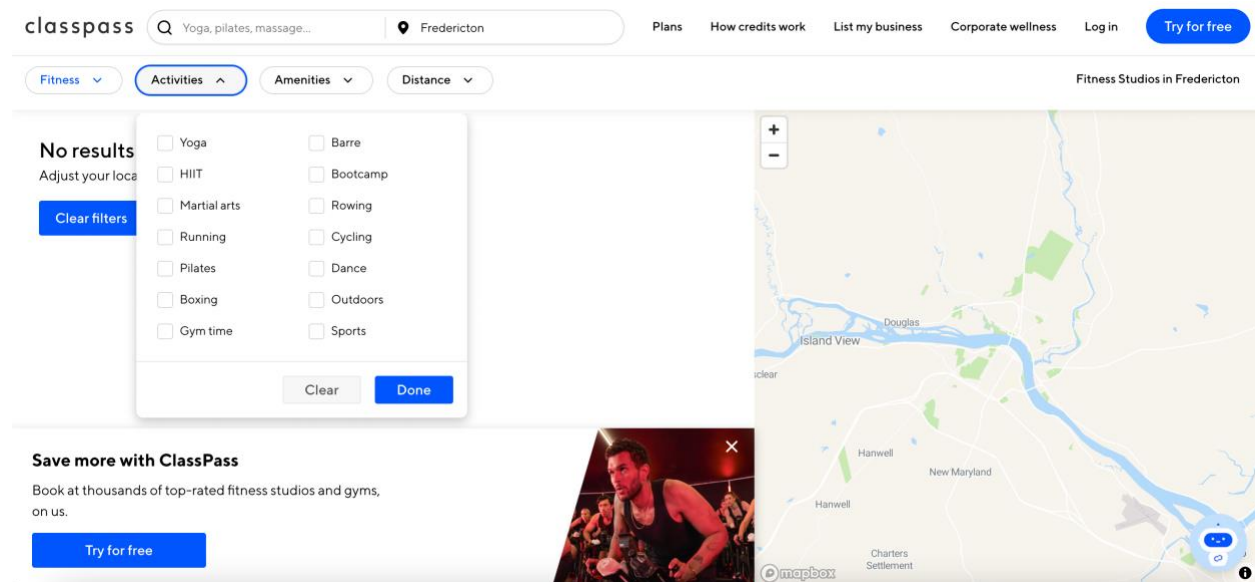 classpass
Yoga, pilates, massage...
Fredericton
Plans
How credits work
List my business
Corporate wellness
Log in
Try for free
Fitness
Activities
Amenities
Distance
Fitness Studios in Fredericton
No results
Adjust your loca
Clear filters
Yoga
Barre
HIIT
Bootcamp
Martial arts
Rowing
Running
Cycling
Pilates
Dance
Boxing
Outdoors
Gym time
Sports
Clear
Done
Save more with ClassPass
Book at thousands of top-rated fitness studios and gyms,
on us.
Try for free
Douglas
Island View
sclear
Hanwell
New Maryland
Hanwell
Charters
Settlement
mapbox